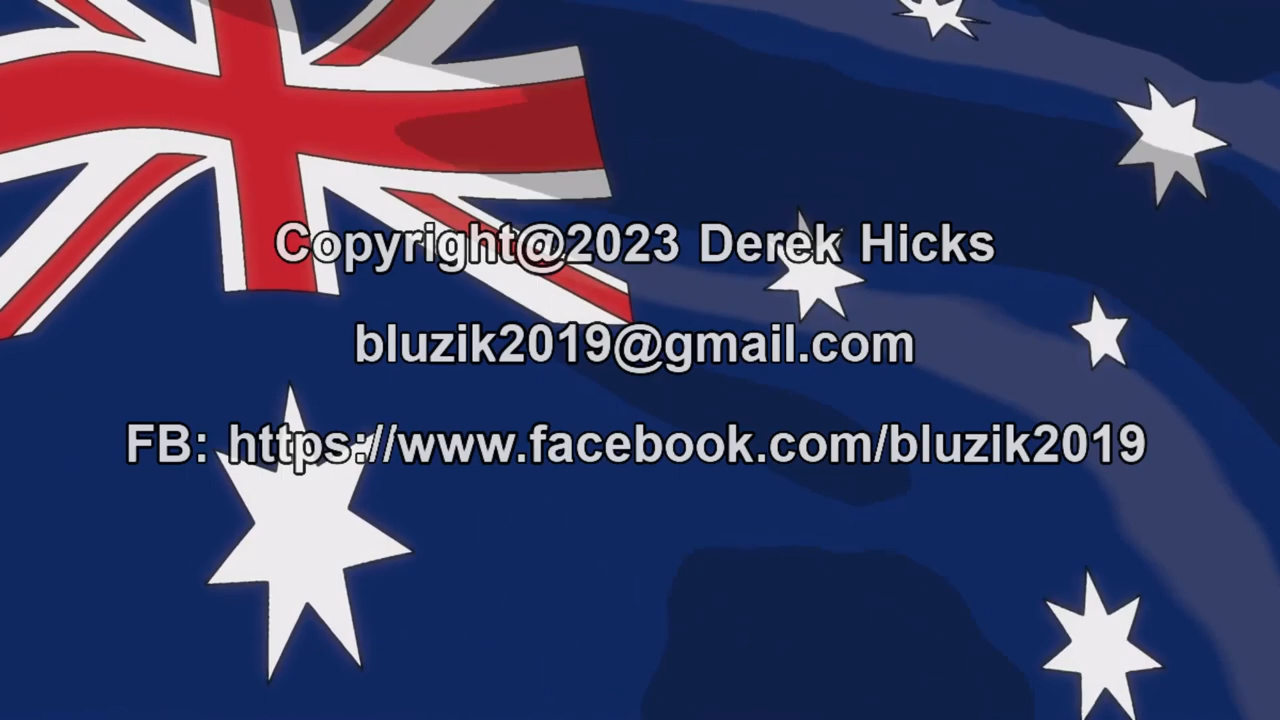 Copyright@2023 Derek Hicks
bluzik2019@gmail.com
FB: https://www.facebook.com/bluzik2019